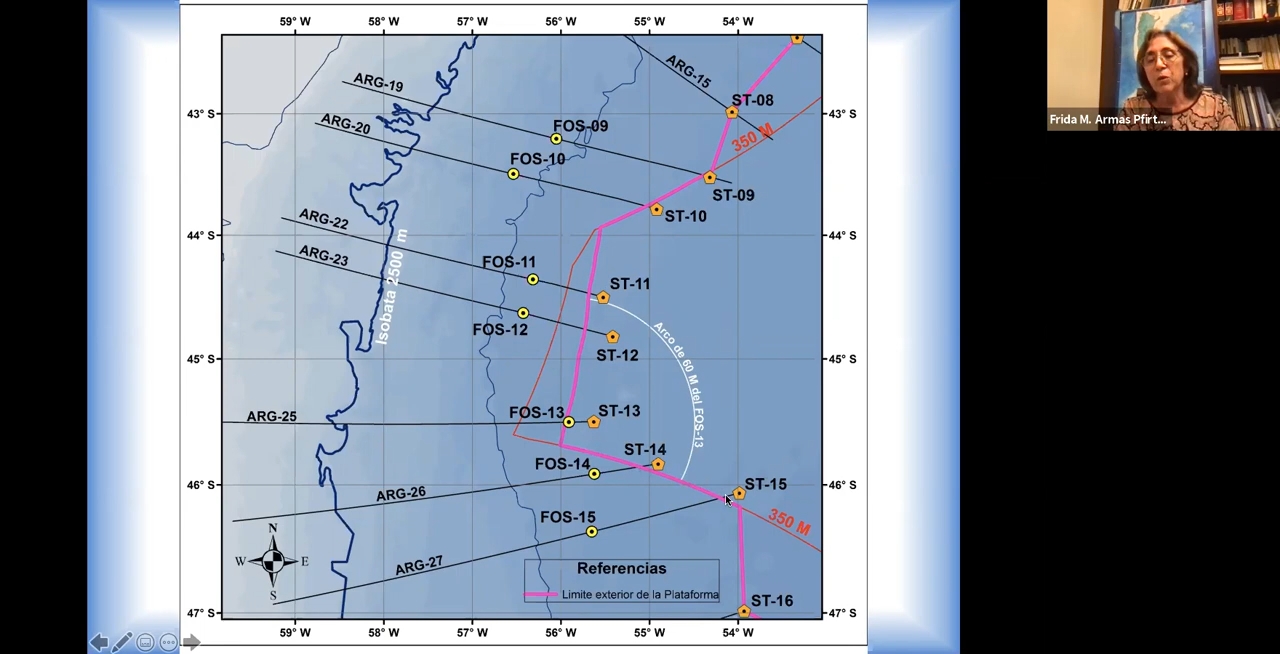 59° W 58° W 57° W 56° W 55° W 54° W
ARG-15
ARG-19
ST-08
43° S 43° S
ARG-20
FOS-09
350 M
FOS-10
ST-09
ST-10
ARG-22
44° S 44° S
ARG-23
FOS-11
ST-11
Isobata 2500 m
FOS-12
Arco de 60 M del FOS-13
ST-12
45° S 45° S
ARG-25
FOS-13
ST-13
ST-14
FOS-14
46° S 46° S
ST-15
ARG-26
FOS-15
350 M
N
W E
S
ARG-27
Referencias
Limite exterior de la Plataforma
ST-16
47° S 47° S
59° W 58° W 57° W 56° W 55° W 54° W
Frida M. Armas Pfirt...